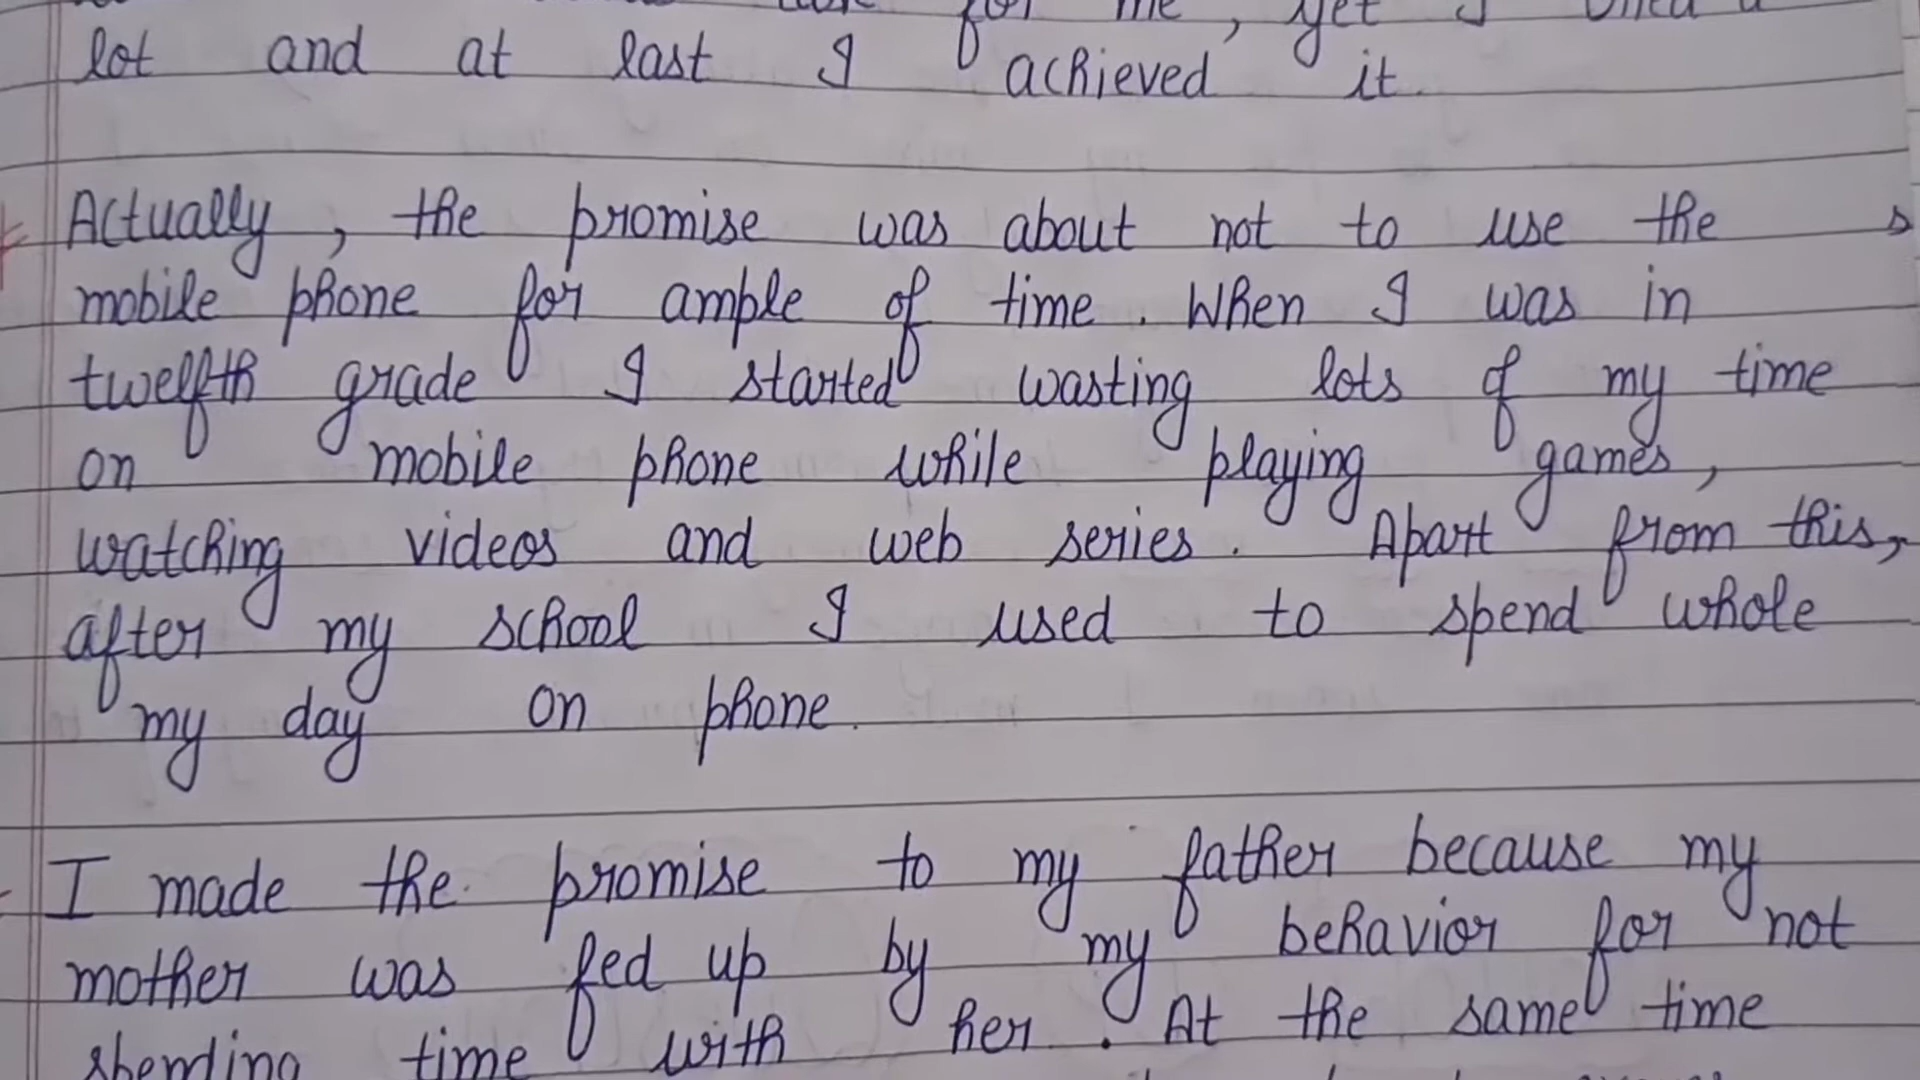 for me, yet I
lot and at last I achieved it.
Actually, the promise was about not to use the s
mobile phone for ample of time. When I was in
twelfth grade I started wasting lots of my time
on mobile phone while playing games,
watching videos and web series. Apart from this,
after my school I used to spend whole
my day on phone.
I made the promise to my father because my
mother was fed up by my behavior for not
spending time with her. At the same time